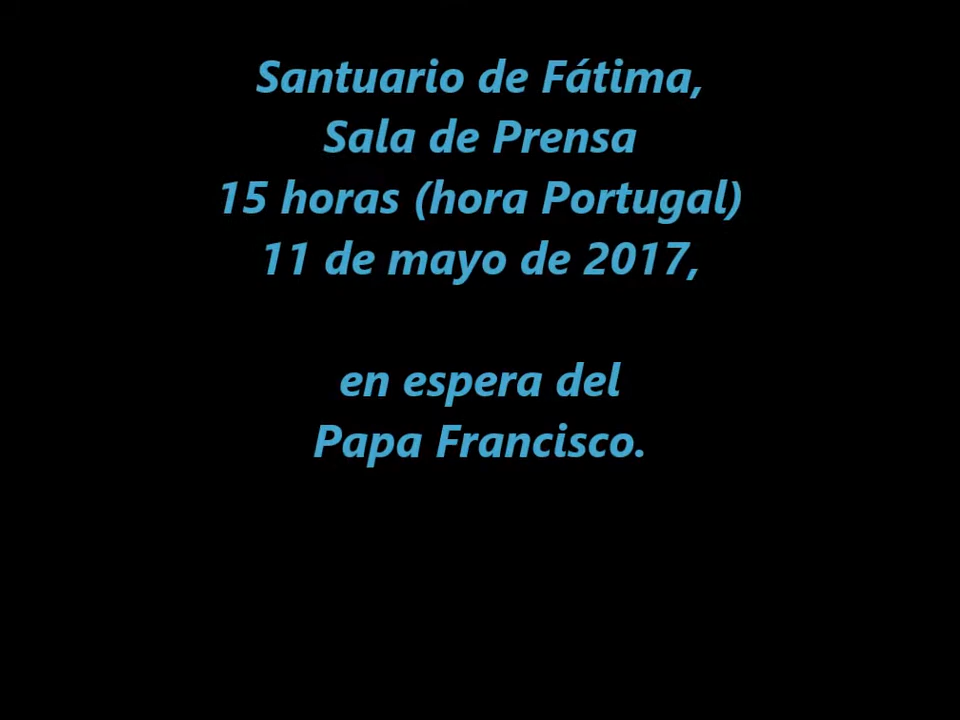 Santuario de Fátima,
Sala de Prensa
15 horas (hora Portugal)
11 de mayo de 2017,
en espera del
Papa Francisco.